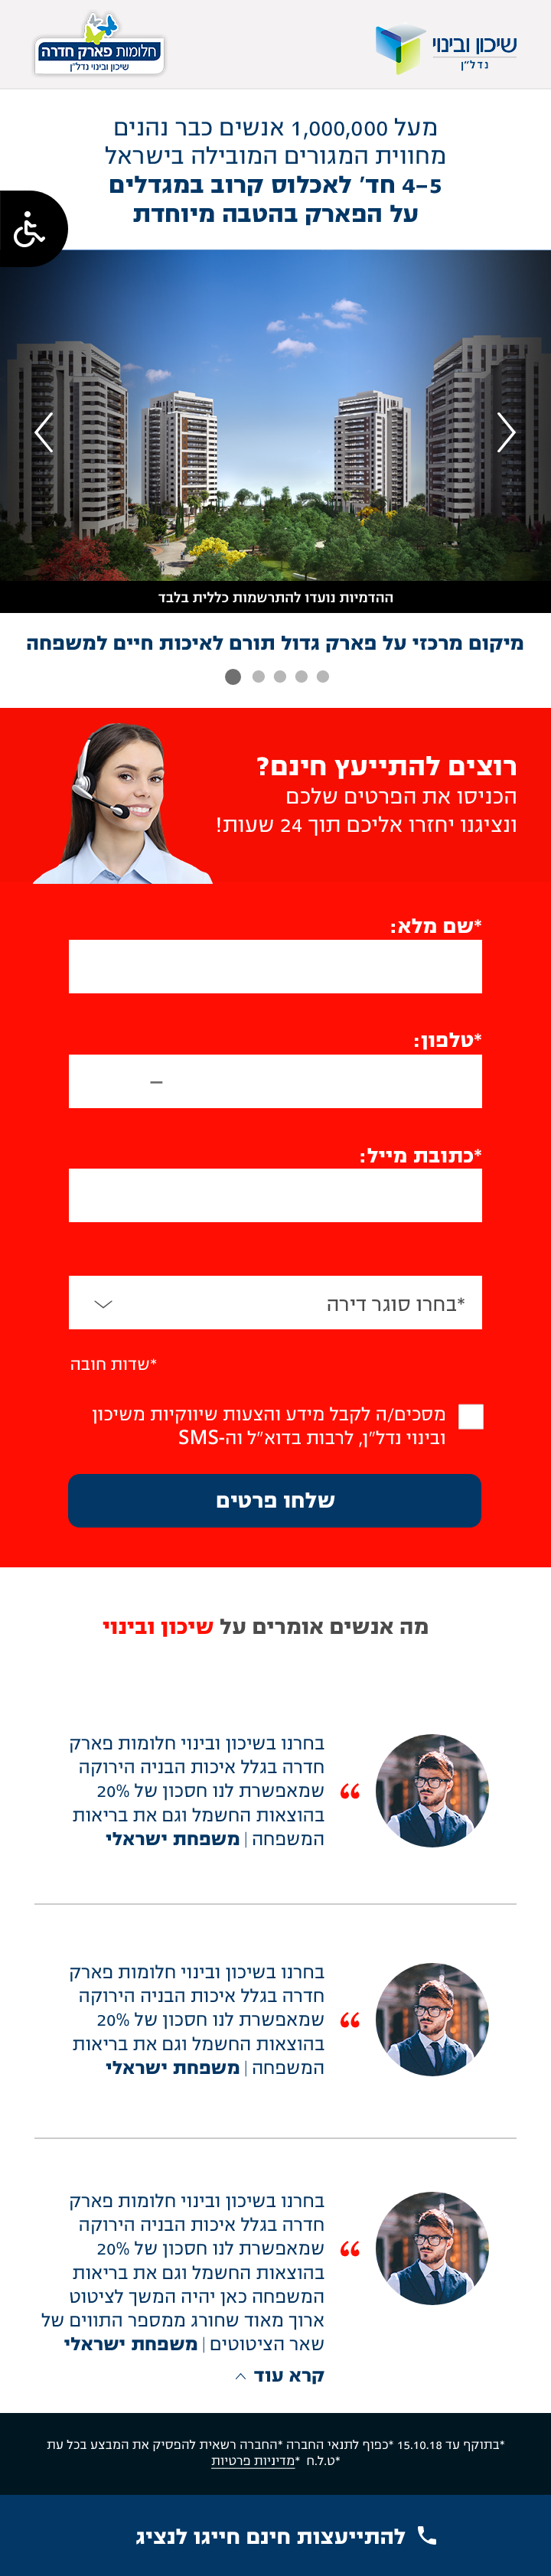 שיכון ובינוי
נדל"ן
חלומות פארק חדרה
שיכון ובינוי נדל"ן
מעל 1,000,000 אנשים כבר נהנים
מחווית המגורים המובילה בישראל
4-5 חד' לאכלוס קרוב במגדלים
על הפארק בהטבה מיוחדת
ההדמיות נועדו להתרשמות כללית בלבד
מיקום מרכזי על פארק גדול תורם לאיכות חיים למשפחה
רוצים להתייעץ חינם?
הכניסו את הפרטים שלכם
ונציגנו יחזרו אליכם תוך 24 שעות!
*שם מלא:
*טלפון:
–
*כתובת מייל:
*בחרו סוגר דירה
*שדות חובה
מסכים/ה לקבל מידע והצעות שיווקיות משיכון
ובינוי נדל"ן, לרבות בדוא"ל וה-SMS
שלחו פרטים
מה אנשים אומרים על שיכון ובינוי
בחרנו בשיכון ובינוי חלומות פארק
חדרה בגלל איכות הבניה הירוקה
שמאפשרת לנו חסכון של 20%
בהוצאות החשמל וגם את בריאות
המשפחה | משפחת ישראלי
בחרנו בשיכון ובינוי חלומות פארק
חדרה בגלל איכות הבניה הירוקה
שמאפשרת לנו חסכון של 20%
בהוצאות החשמל וגם את בריאות
המשפחה | משפחת ישראלי
בחרנו בשיכון ובינוי חלומות פארק
חדרה בגלל איכות הבניה הירוקה
שמאפשרת לנו חסכון של 20%
בהוצאות החשמל וגם את בריאות
המשפחה כאן יהיה המשך לציטוט
ארוך מאוד שחורג ממספר התווים של
שאר הציטוטים | משפחת ישראלי
קרא עוד
*בתוקף עד 15.10.18 *כפוף לתנאי החברה *החברה רשאית להפסיק את המבצע בכל עת
*ט.ל.ח *מדיניות פרטיות
להתייעצות חינם חייגו לנציג